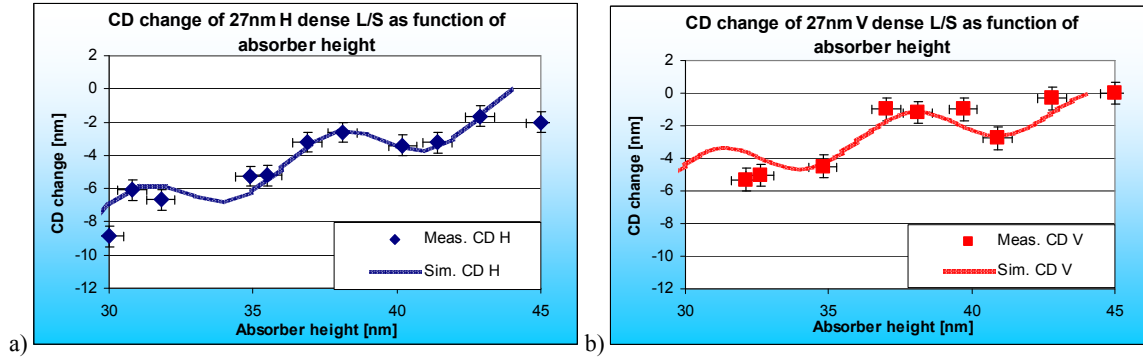 CD change of 27nm H dense L/S as function of
absorber height
CD change [nm]
2
0
-2
-4
-6
-8
-10
-12
30
35
40
45
Absorber height [nm]
Meas. CD H
Sim. CD H
a)
CD change of 27nm V dense L/S as function of
absorber height
CD change [nm]
2
0
-2
-4
-6
-8
-10
-12
30
35
40
45
Absorber height [nm]
Meas. CD V
Sim. CD V
b)